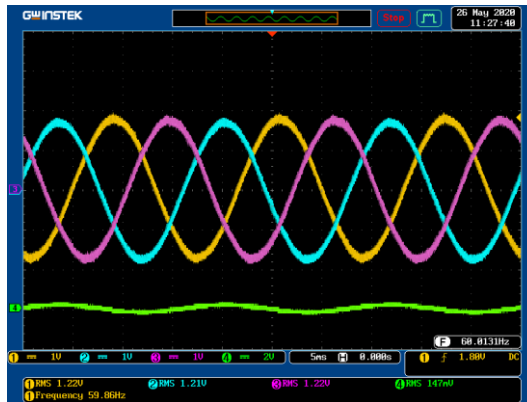 GWINSTEK Stop 26 May 2020
11:27:40
3
4
F 60.0131Hz
1 1V 2 1V 3 1V 4 2V 5ms H 0.000s 1 1.80V DC
1 RMS 1.22V 2 RMS 1.21V 3 RMS 1.22V 4 RMS 147mV
1 Frequency 59.86Hz